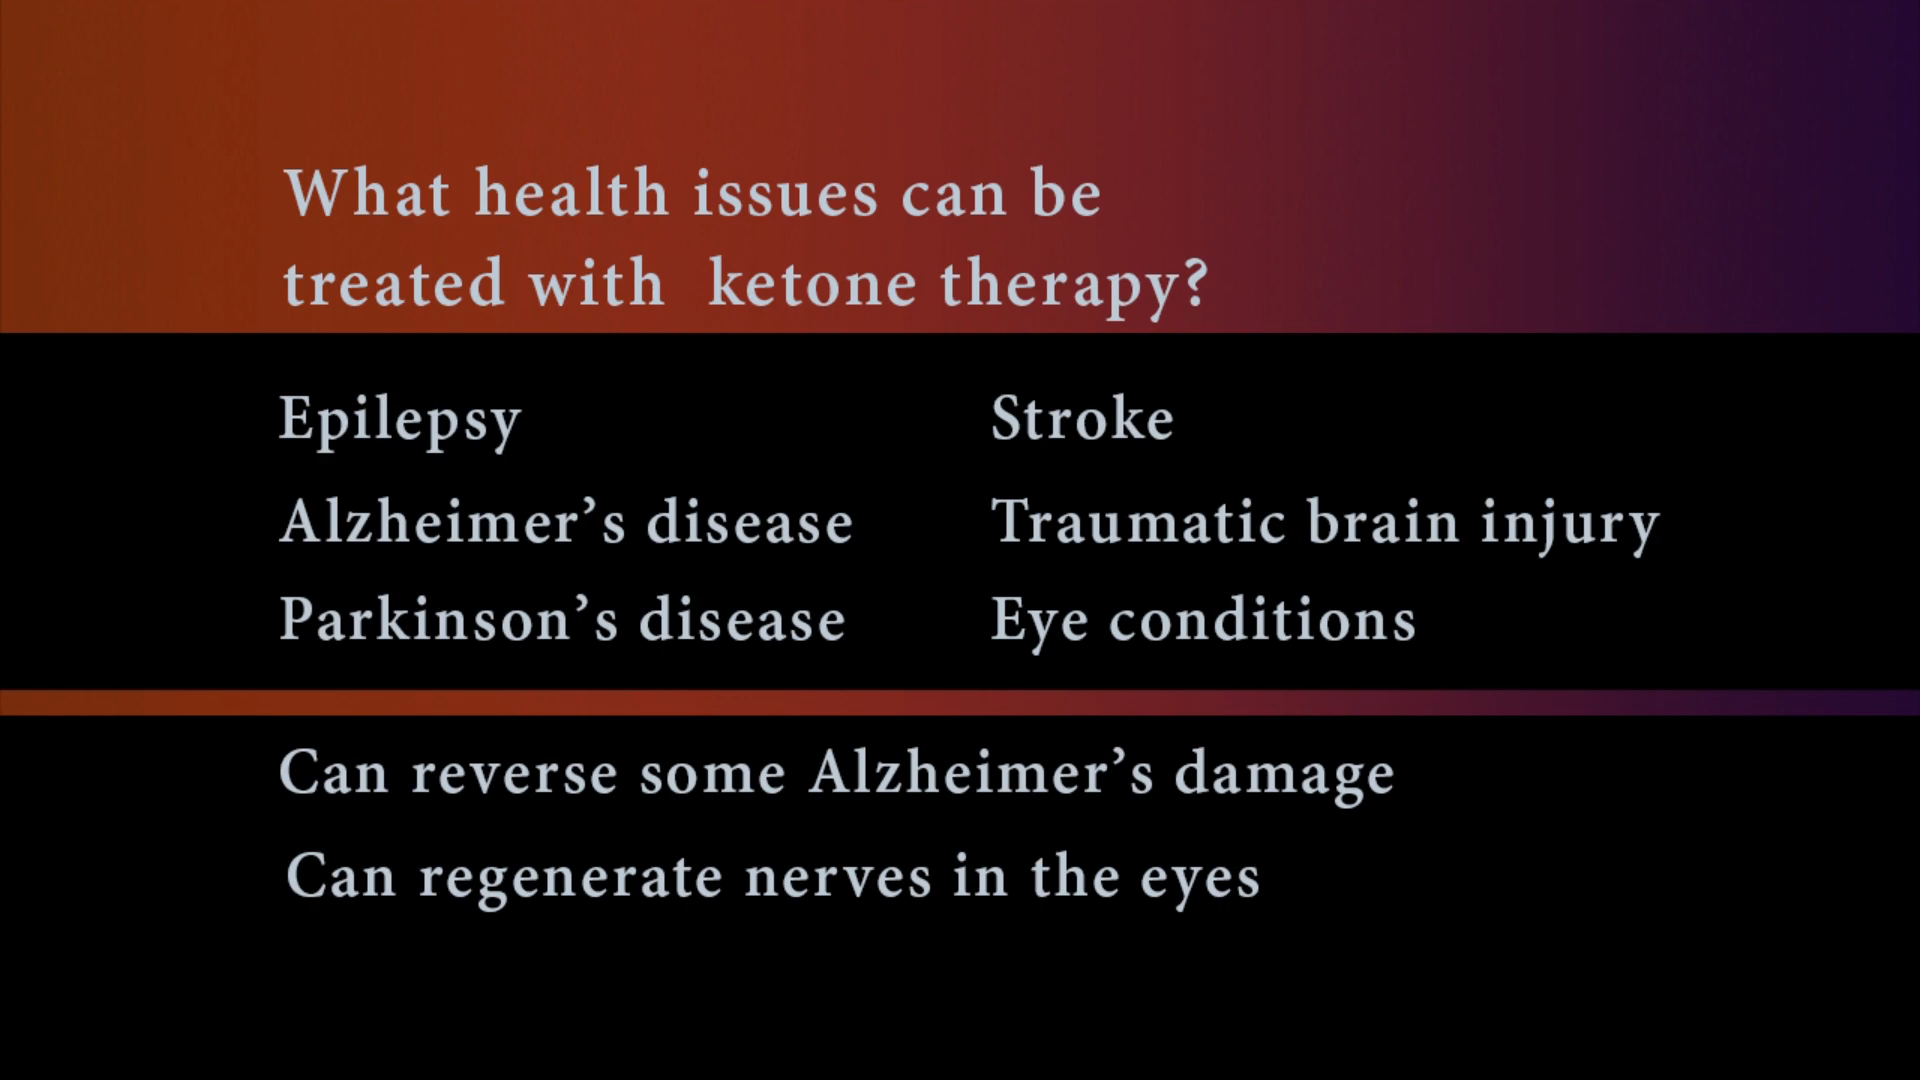 What health issues can be
treated with ketone therapy?
Epilepsy
Stroke
Alzheimer’s disease
Traumatic brain injury
Parkinson’s disease
Eye conditions
Can reverse some Alzheimer’s damage
Can regenerate nerves in the eyes